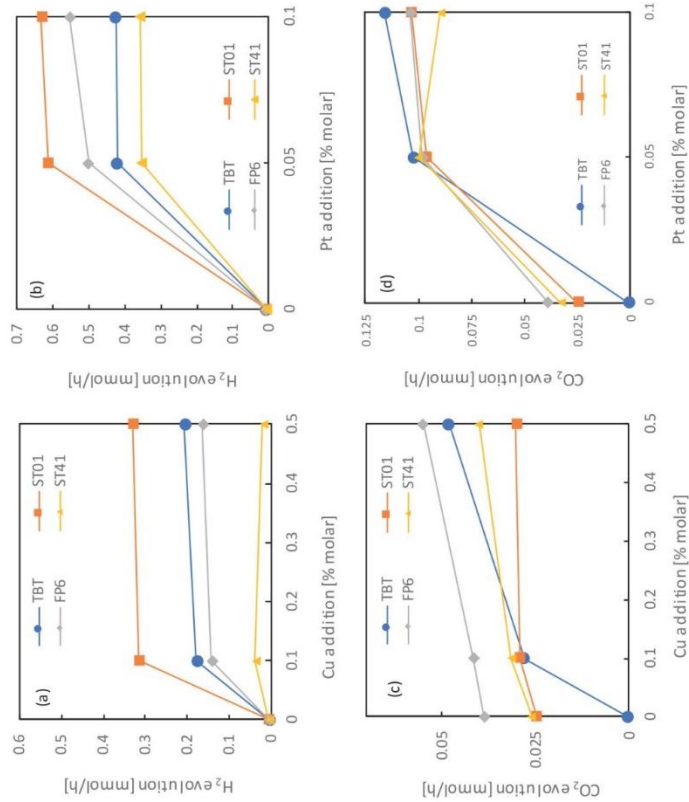 (a)
TBT ST01
FP6 ST41
0.6
0.5
0.4
0.3
0.2
0.1
0
H₂ evolution [mmol/h]
0 0.1 0.2 0.3 0.4 0.5
Cu addition [% molar]
(b)
TBT ST01
FP6 ST41
0.7
0.6
0.5
0.4
0.3
0.2
0.1
0
H₂ evolution [mmol/h]
0 0.05 0.1
Pt addition [% molar]
(c)
TBT ST01
FP6 ST41
0.05
0.025
0
CO₂ evolution [mmol/h]
0 0.1 0.2 0.3 0.4 0.5
Cu addition [% molar]
(d)
TBT ST01
FP6 ST41
0.125
0.1
0.075
0.05
0.025
0
CO₂ evolution [mmol/h]
0 0.05 0.1
Pt addition [% molar]